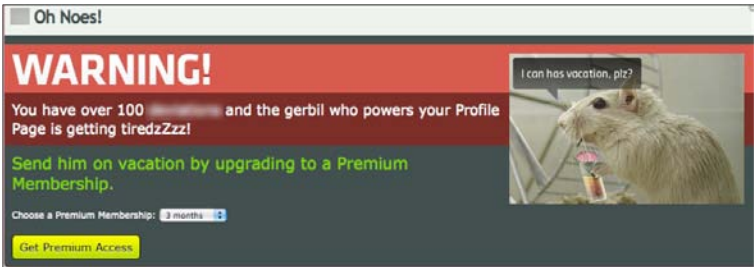 Oh Noes!
WARNING!
I can has vacation, plz?
You have over 100 and the gerbil who powers your Profile
Page is getting tiredzZzz!
Send him on vacation by upgrading to a Premium
Membership.
Choose a Premium Membership: 3 months
Get Premium Access